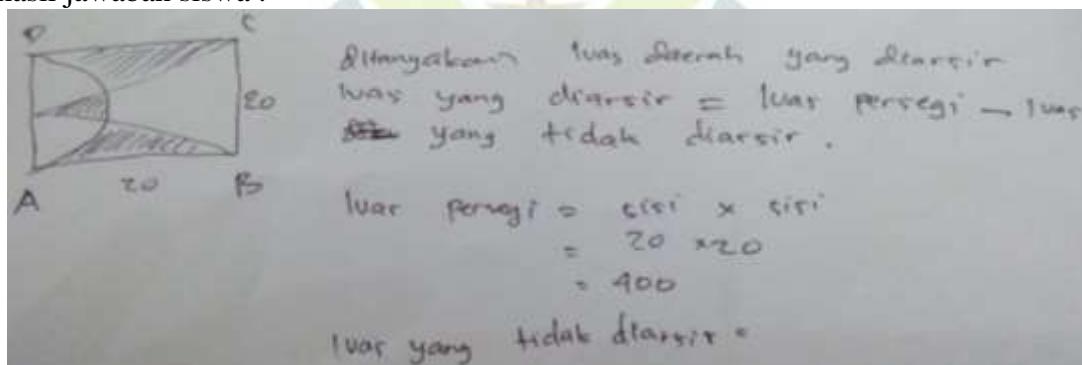 hasil jawaban siswa :
D
C
20
20
A
B
ditanyakan luas daerah yang diarsir
luas yang diarsir = luas persegi - luas
yang tidak diarsir.
luas persegi = sisi x sisi
= 20 x 20
= 400
luas yang tidak diarsir =